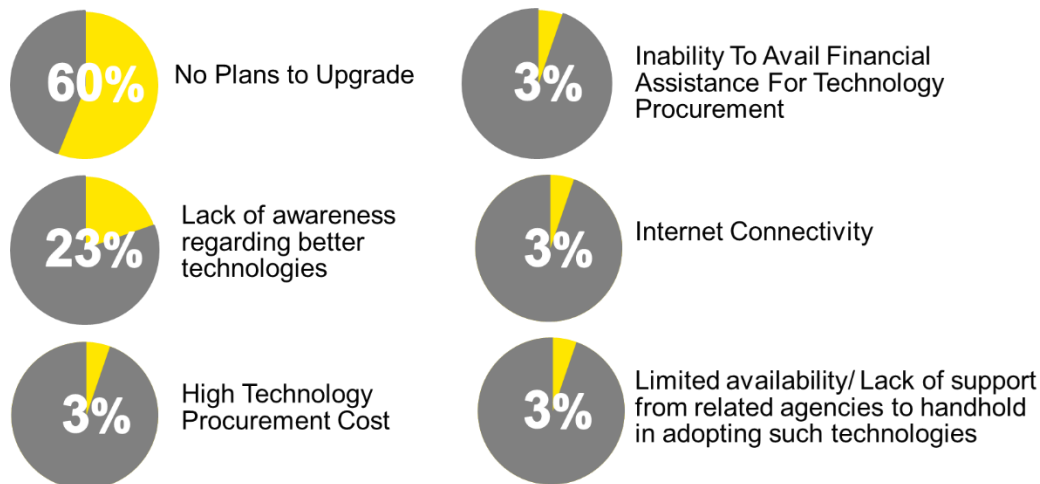 60%
No Plans to Upgrade
23%
Lack of awareness
regarding better
technologies
3%
High Technology
Procurement Cost
3%
Inability To Avail Financial
Assistance For Technology
Procurement
3%
Internet Connectivity
3%
Limited availability/ Lack of support
from related agencies to handhold
in adopting such technologies